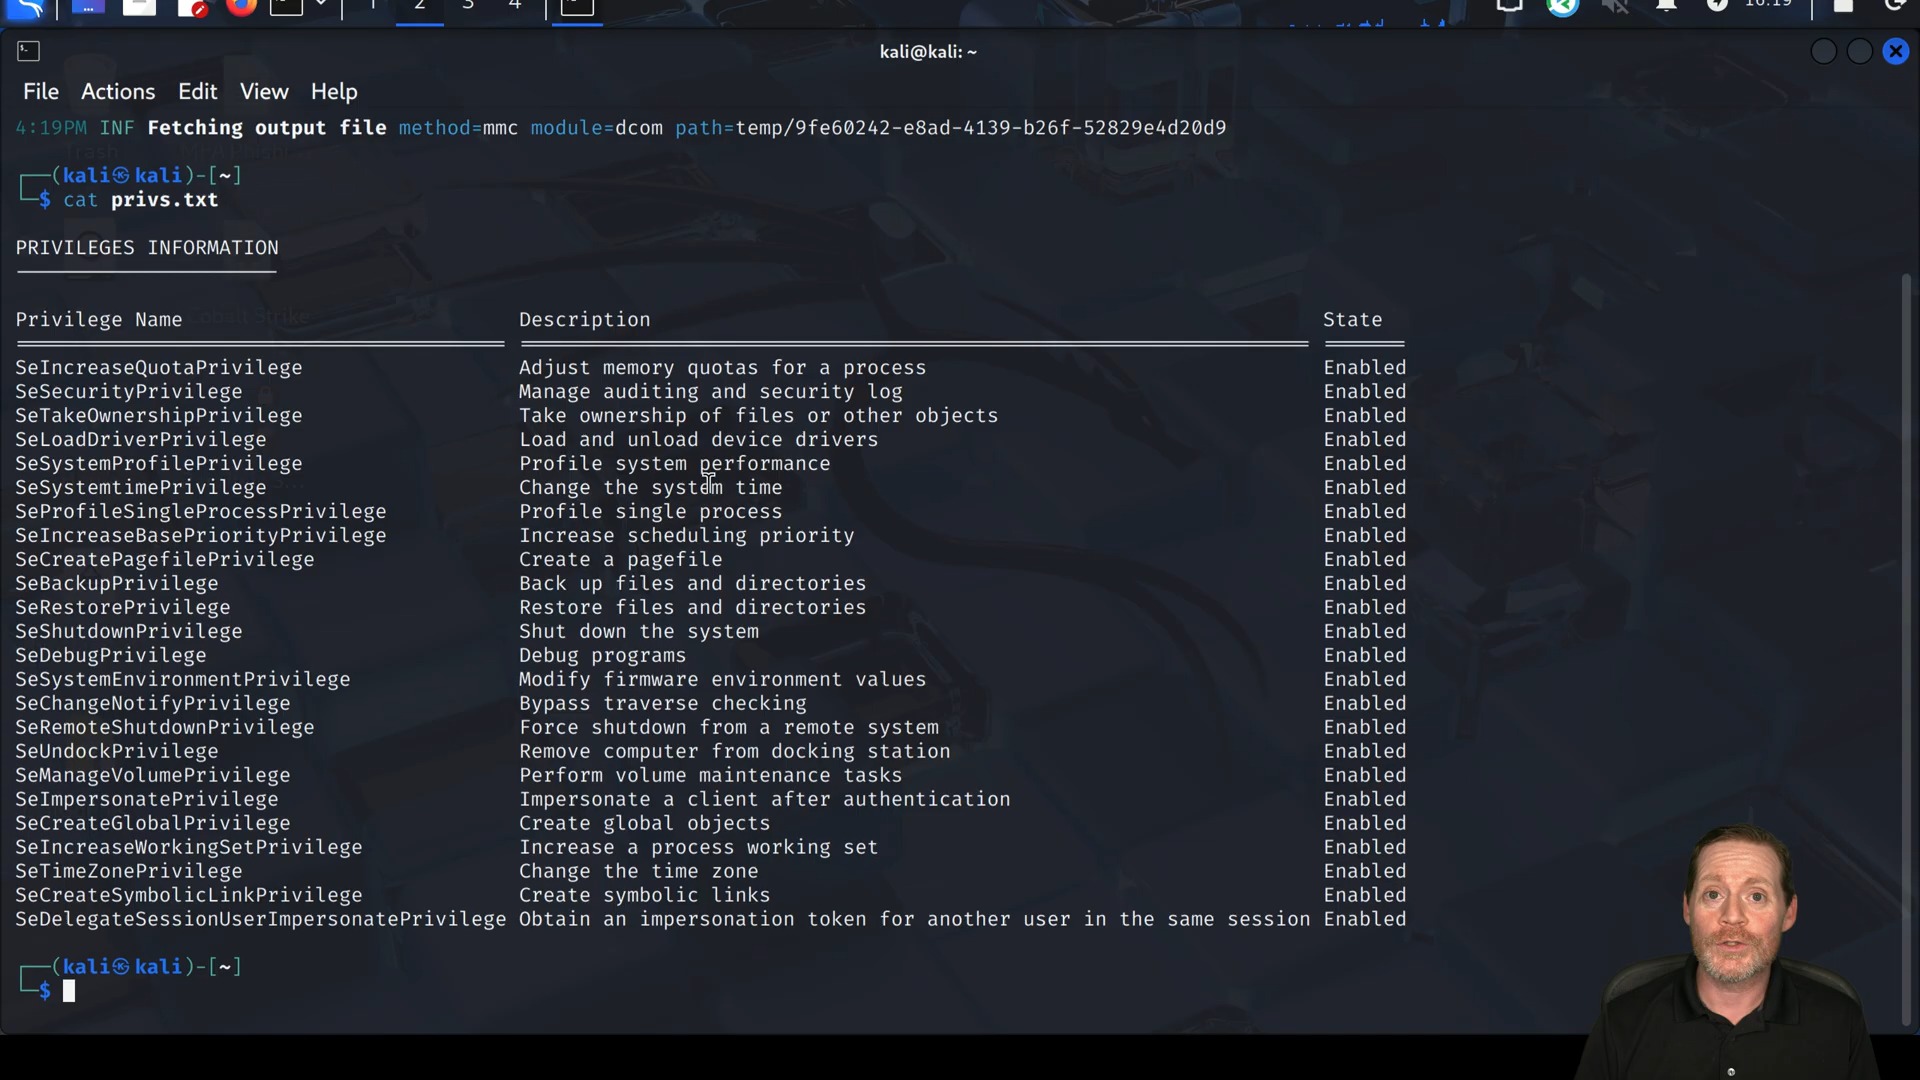 1 2 3 4 16:19
kali@kali: ~
File Actions Edit View Help
4:19PM INF Fetching output file method=mmc module=dcom path=temp/9fe60242-e8ad-4139-b26f-52829e4d20d9
Trash
(kali㉿kali)-[~]
$ cat privs.txt
PRIVILEGES INFORMATION
Privilege Name Description State
Cobalt Strike
SeIncreaseQuotaPrivilege Adjust memory quotas for a process Enabled
SeSecurityPrivilege Manage auditing and security log Enabled
SeTakeOwnershipPrivilege Take ownership of files or other objects Enabled
SeLoadDriverPrivilege Load and unload device drivers Enabled
SeSystemProfilePrivilege Profile system performance Enabled
SeSystemtimePrivilege Change the system time Enabled
SeProfileSingleProcessPrivilege Profile single process Enabled
SeIncreaseBasePriorityPrivilege Increase scheduling priority Enabled
SeCreatePagefilePrivilege Create a pagefile Enabled
SeBackupPrivilege Back up files and directories Enabled
SeRestorePrivilege Restore files and directories Enabled
SeShutdownPrivilege Shut down the system Enabled
SeDebugPrivilege Debug programs Enabled
SeSystemEnvironmentPrivilege Modify firmware environment values Enabled
SeChangeNotifyPrivilege Bypass traverse checking Enabled
SeRemoteShutdownPrivilege Force shutdown from a remote system Enabled
SeUndockPrivilege Remove computer from docking station Enabled
SeManageVolumePrivilege Perform volume maintenance tasks Enabled
SeImpersonatePrivilege Impersonate a client after authentication Enabled
SeCreateGlobalPrivilege Create global objects Enabled
SeIncreaseWorkingSetPrivilege Increase a process working set Enabled
SeTimeZonePrivilege Change the time zone Enabled
SeCreateSymbolicLinkPrivilege Create symbolic links Enabled
SeDelegateSessionUserImpersonatePrivilege Obtain an impersonation token for another user in the same session Enabled
(kali㉿kali)-[~]
$